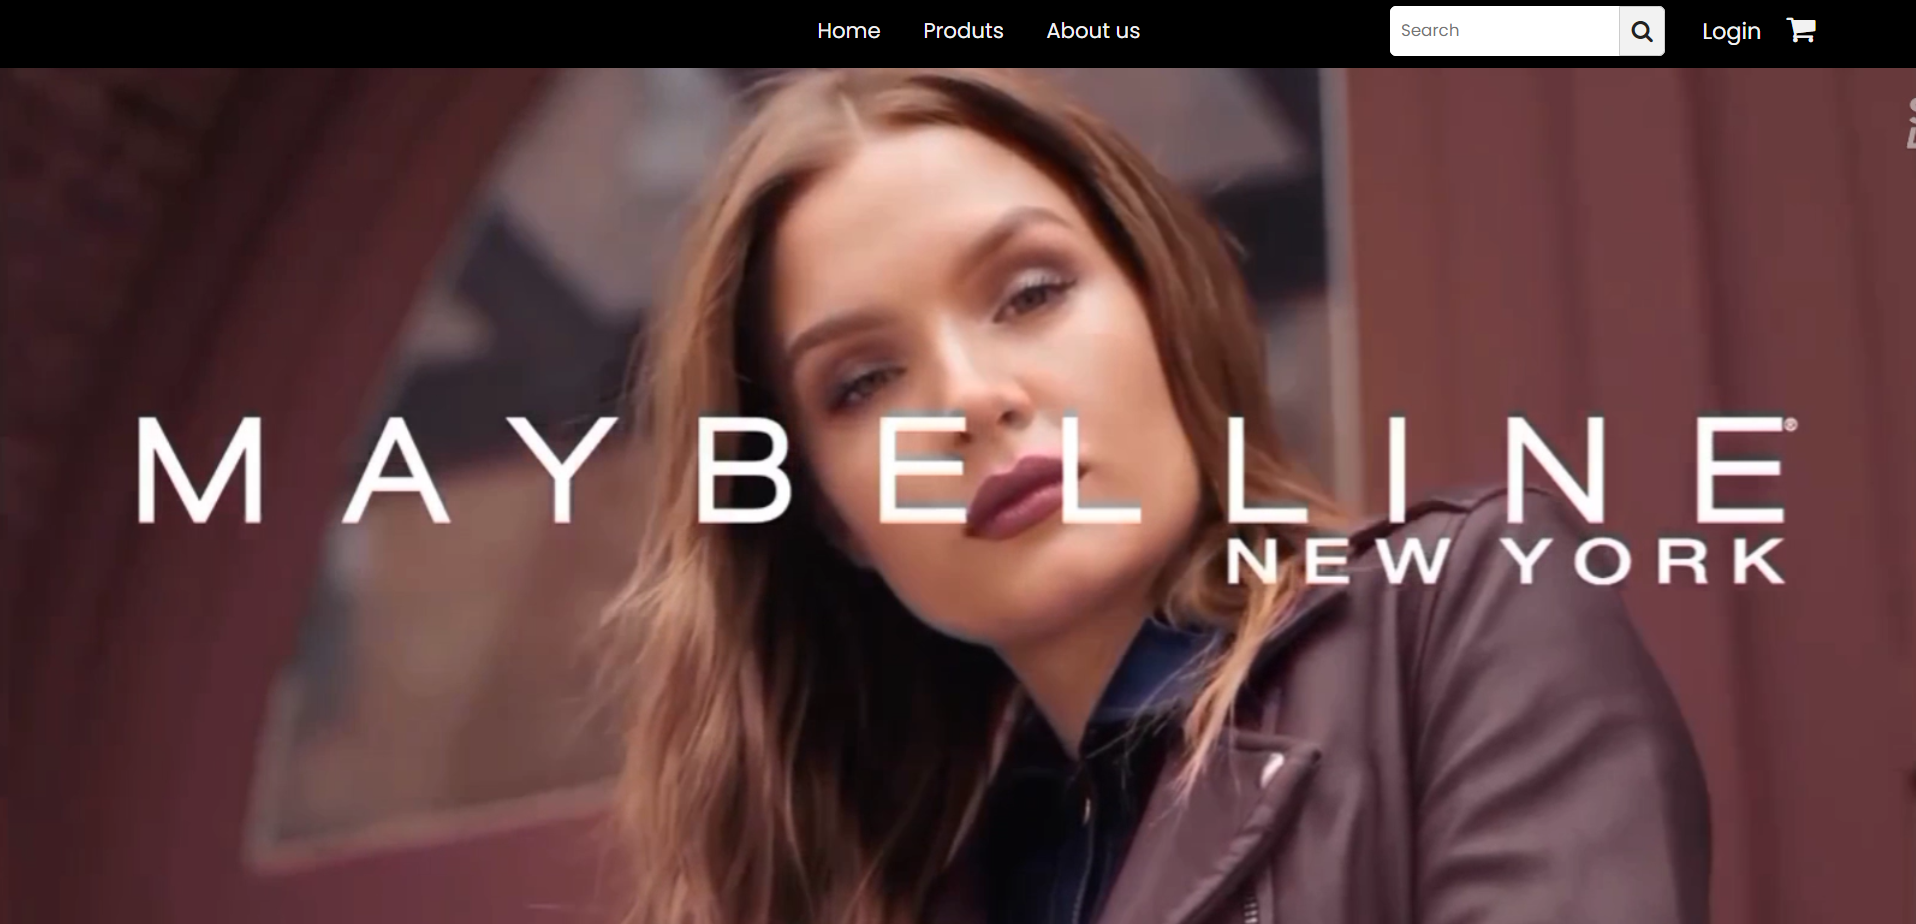 Home Produts About us Search Login
MAYBELLINE®
NEW YORK